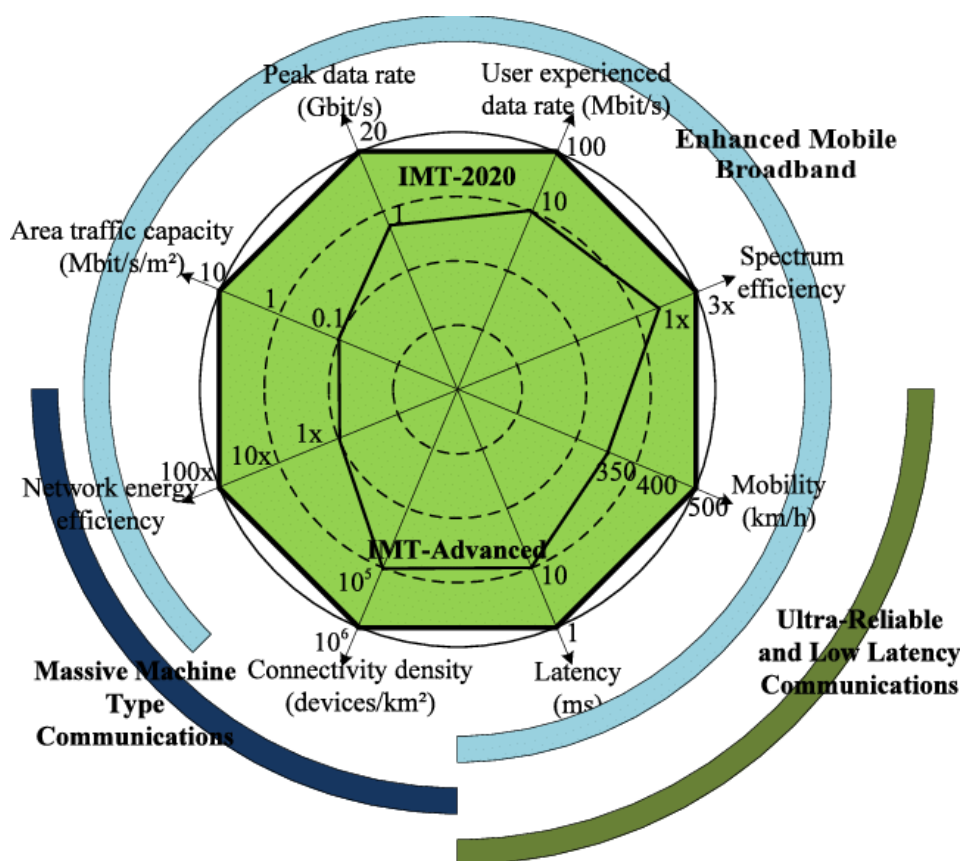 Peak data rate
(Gbit/s)
20
User experienced
data rate (Mbit/s)
100
Enhanced Mobile
Broadband
IMT-2020
1
10
Area traffic capacity
(Mbit/s/m²)
10
1
0.1
Spectrum
efficiency
3x
1x
1x
10x
100x
Network energy
efficiency
350
400
500
Mobility
(km/h)
IMT-Advanced
10⁵
10
10⁶
1
Connectivity density
(devices/km²)
Latency
(ms)
Ultra-Reliable
and Low Latency
Communications
Massive Machine
Type
Communications